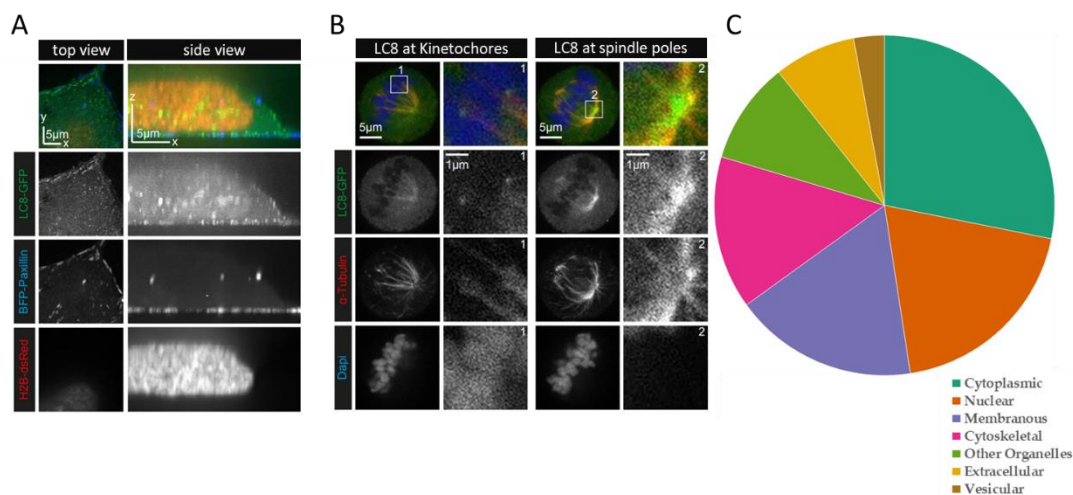 A
top view
side view
y
5µm
x
z
5µm
x
LC8-GFP
BFP-Paxillin
H2B-dsRed
B
LC8 at Kinetochores
LC8 at spindle poles
1
5µm
1
2
5µm
2
LC8-GFP
1µm
1
1µm
2
α-Tubulin
1
2
Dapi
1
2
C
Cytoplasmic
Nuclear
Membranous
Cytoskeletal
Other Organelles
Extracellular
Vesicular